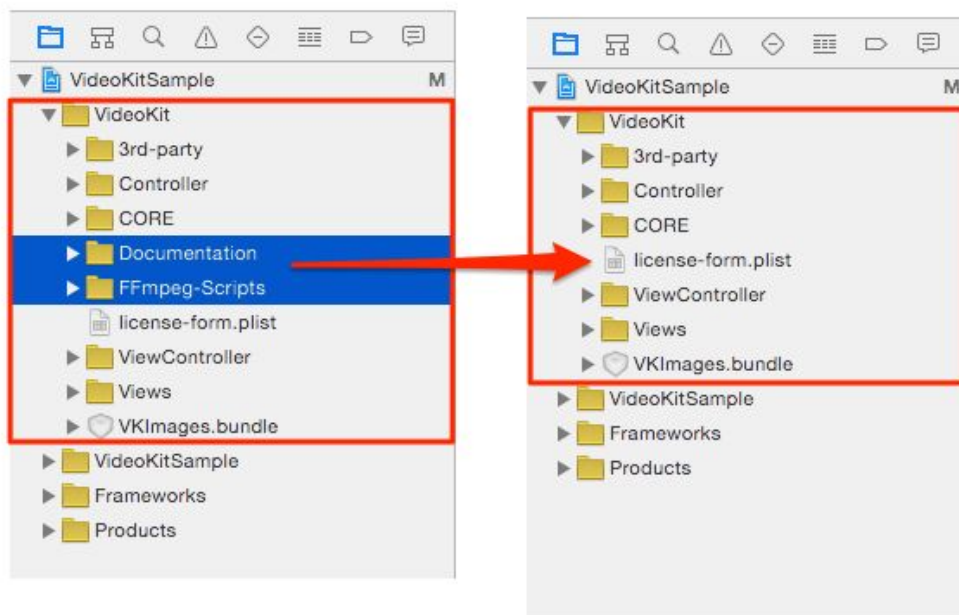 VideoKitSample M
VideoKit
3rd-party
Controller
CORE
Documentation
FFmpeg-Scripts
license-form.plist
ViewController
Views
VKImages.bundle
VideoKitSample
Frameworks
Products
VideoKitSample M
VideoKit
3rd-party
Controller
CORE
license-form.plist
ViewController
Views
VKImages.bundle
VideoKitSample
Frameworks
Products